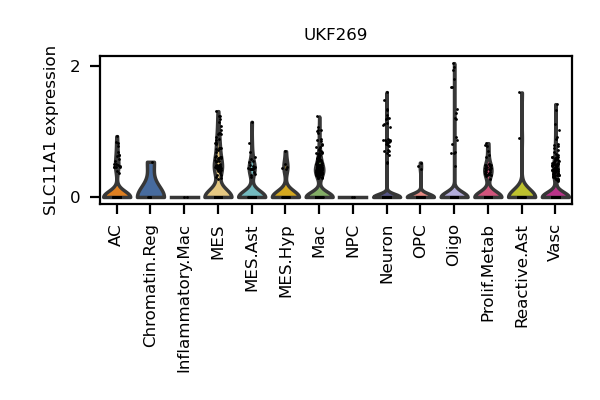 UKF269
SLC11A1 expression
2
0
AC
Chromatin.Reg
Inflammatory.Mac
MES
MES.Ast
MES.Hyp
Mac
NPC
Neuron
OPC
Oligo
Prolif.Metab
Reactive.Ast
Vasc